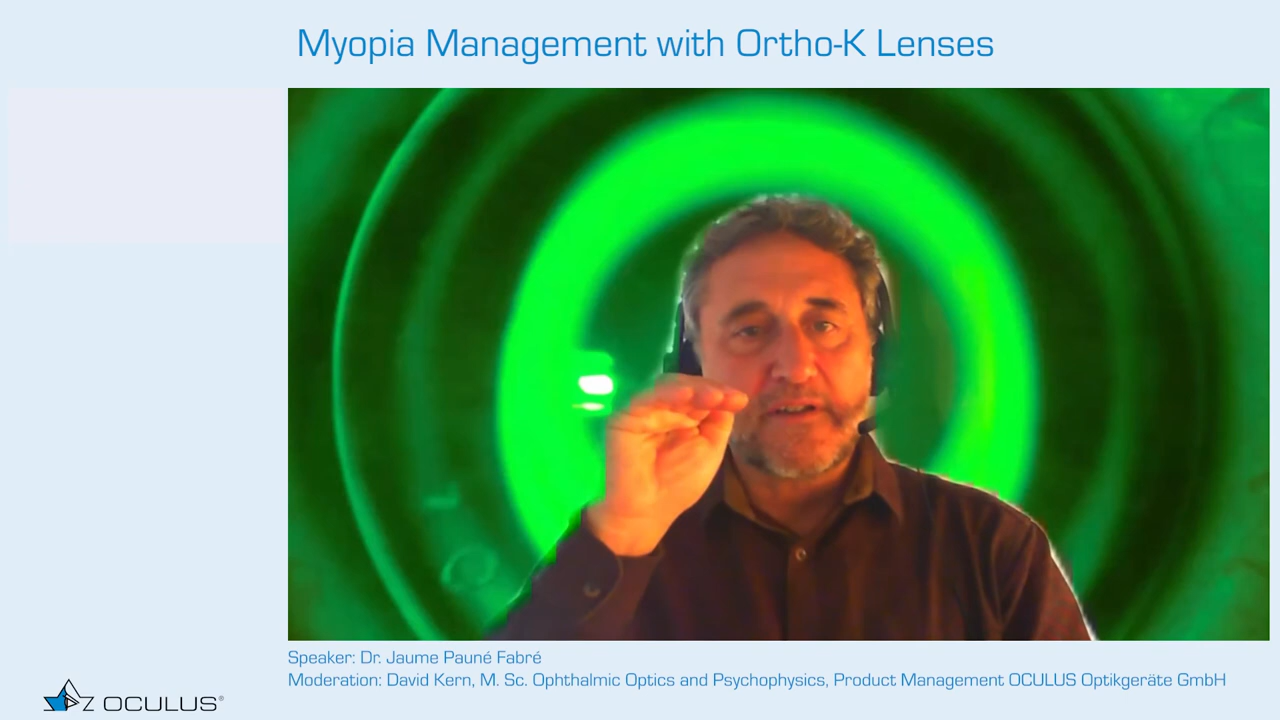 Myopia Management with Ortho-K Lenses
Speaker: Dr. Jaume Pauné Fabré
Moderation: David Kern, M. Sc. Ophthalmic Optics and Psychophysics, Product Management OCULUS Optikgeräte GmbH
OCULUS®